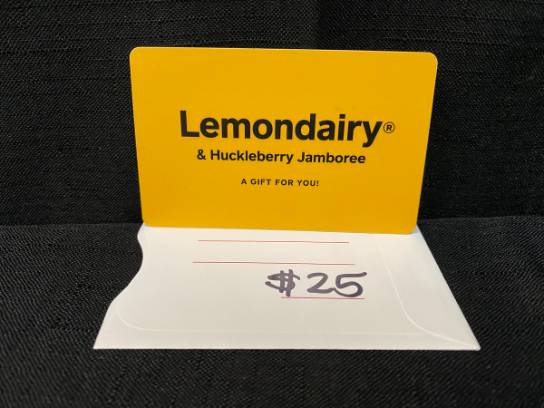 Lemondairy®
& Huckleberry Jamboree
A GIFT FOR YOU!
$25